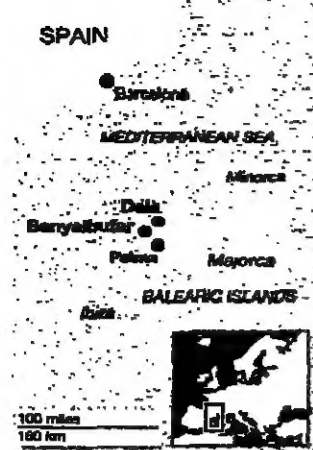 SPAIN
Barcelona
MEDITERRANEAN SEA
Minorca
Deià
Banyalbufar
Palma
Majorca
BALEARIC ISLANDS
Ibiza
100 miles
160 km